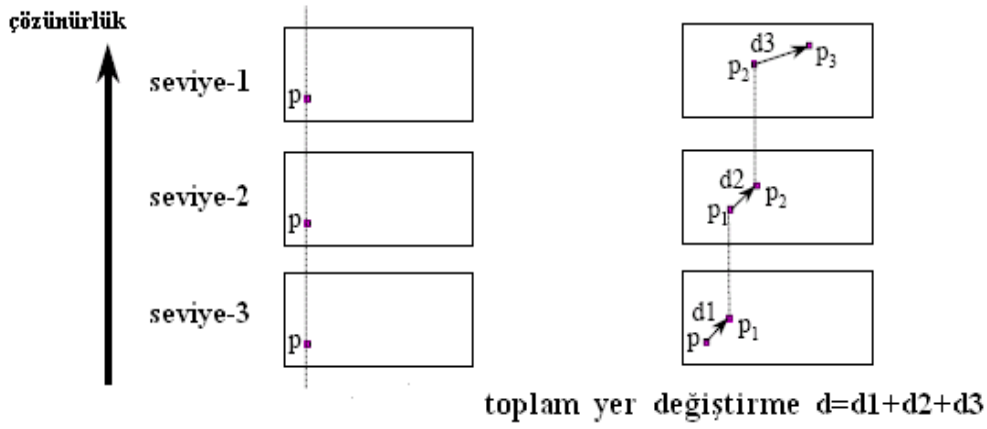 çözünürlük
seviye-1
p
d3
p2
p3
seviye-2
p
d2
p1
p2
seviye-3
p
d1
p
p1
toplam yer değiştirme d=d1+d2+d3